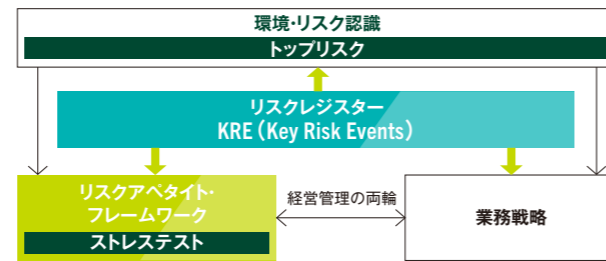 環境・リスク認識
トップリスク
リスクレジスター
KRE（Key Risk Events）
リスクアペタイト・
フレームワーク
ストレステスト
経営管理の両輪
業務戦略